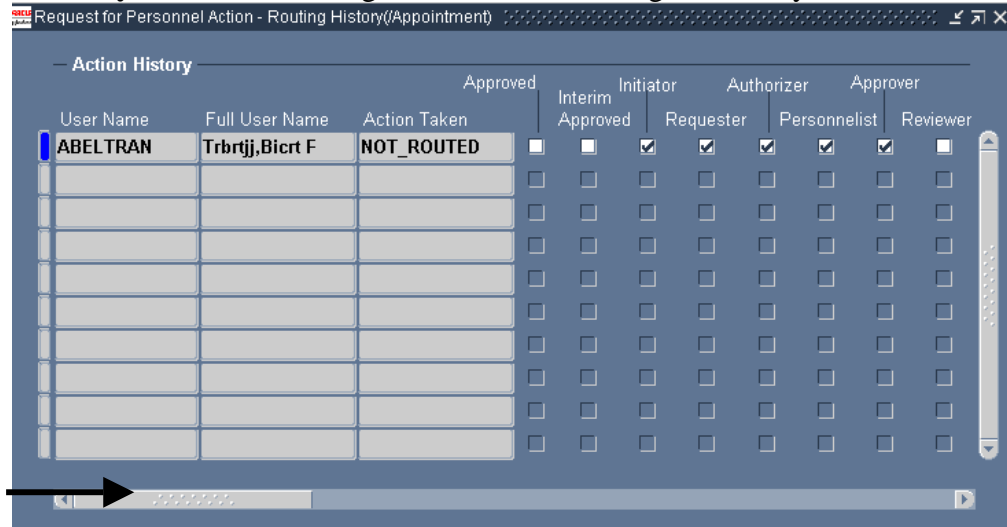 Request for Personnel Action - Routing History(/Appointment)
Action History
Approved Initiator Authorizer Approver
Interim
User Name Full User Name Action Taken Approved Requester Personnelist Reviewer
ABELTRAN Trbrtjj,Bicrt F NOT_ROUTED